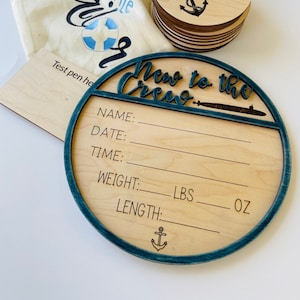 Test pen he
New to the
Crew
NAME:
DATE:
TIME:
WEIGHT: LBS OZ
LENGTH: